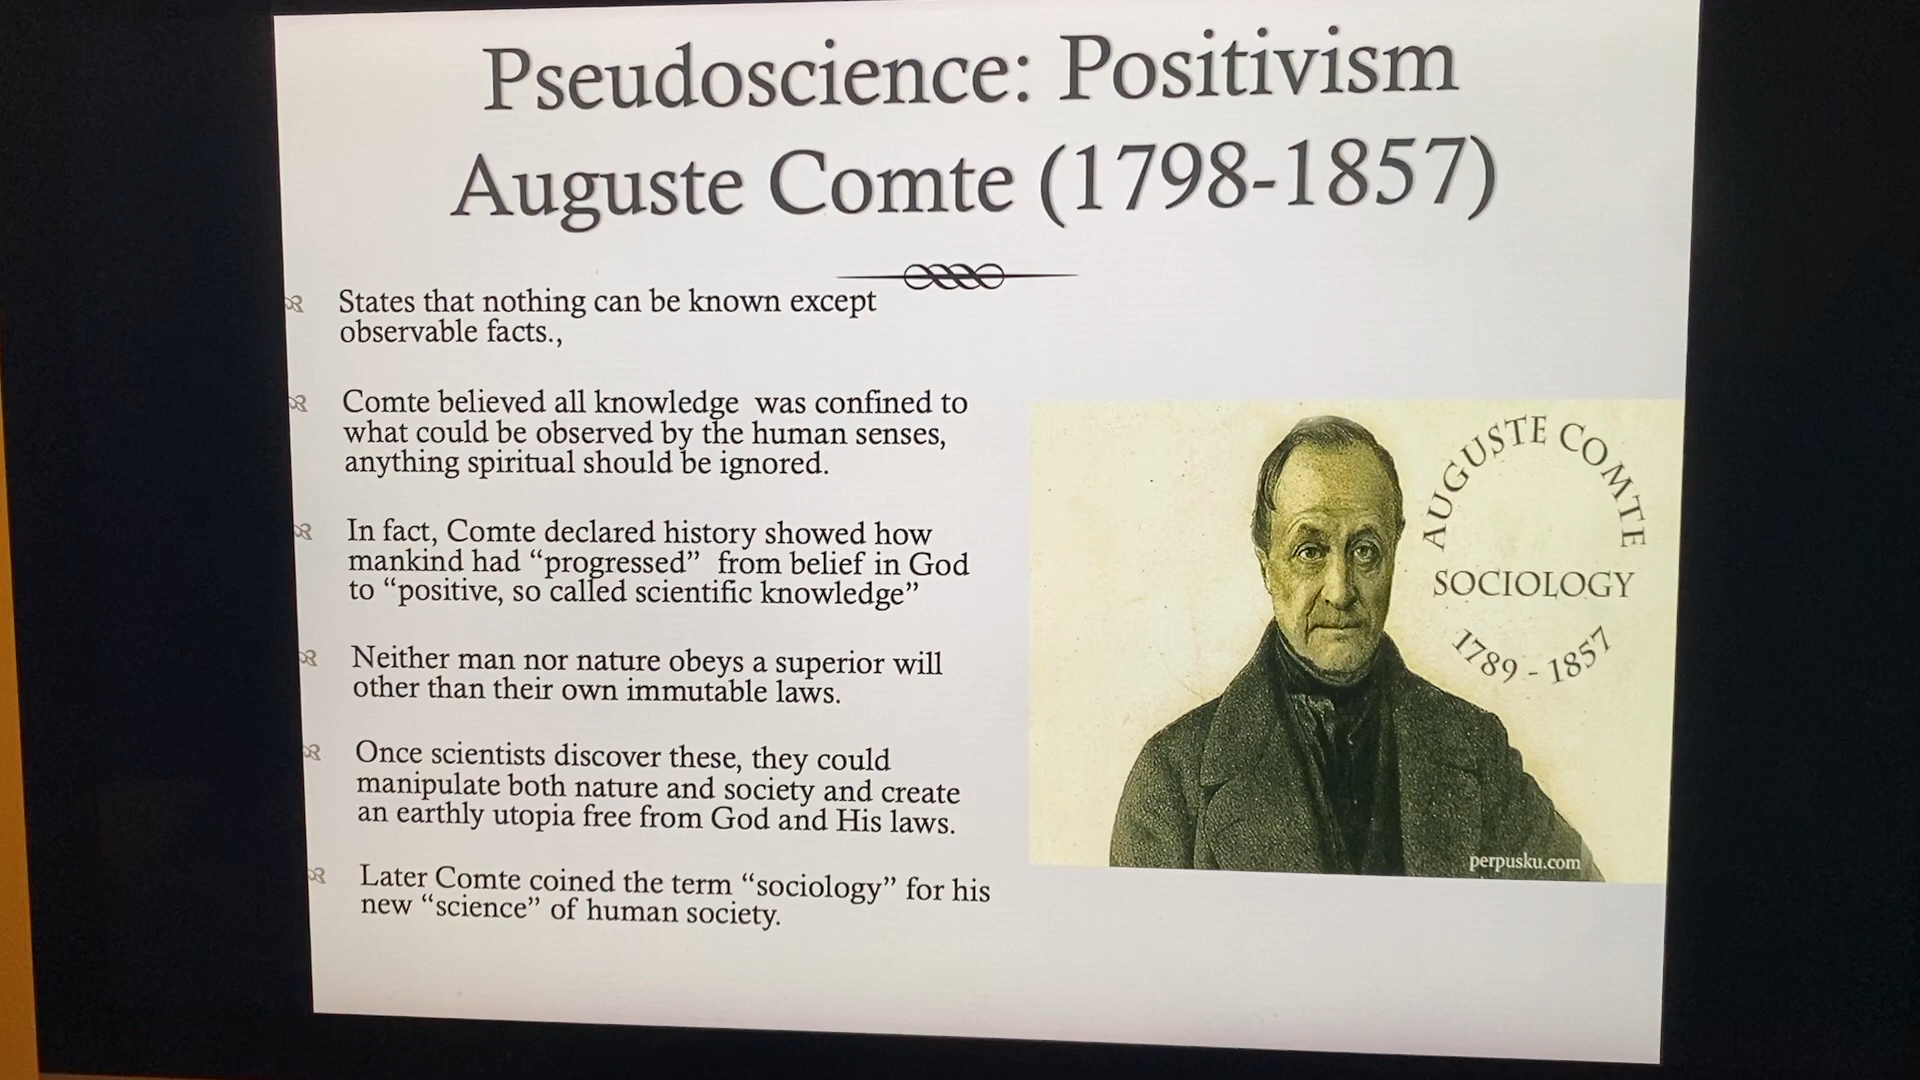 Pseudoscience: Positivism
Auguste Comte (1798-1857)
States that nothing can be known except
observable facts.,
Comte believed all knowledge was confined to
what could be observed by the human senses,
anything spiritual should be ignored.
In fact, Comte declared history showed how
mankind had “progressed” from belief in God
to “positive, so called scientific knowledge”
Neither man nor nature obeys a superior will
other than their own immutable laws.
Once scientists discover these, they could
manipulate both nature and society and create
an earthly utopia free from God and His laws.
Later Comte coined the term “sociology” for his
new “science” of human society.
AUGUSTE COMTE
SOCIOLOGY
1789 - 1857
perpusku.com